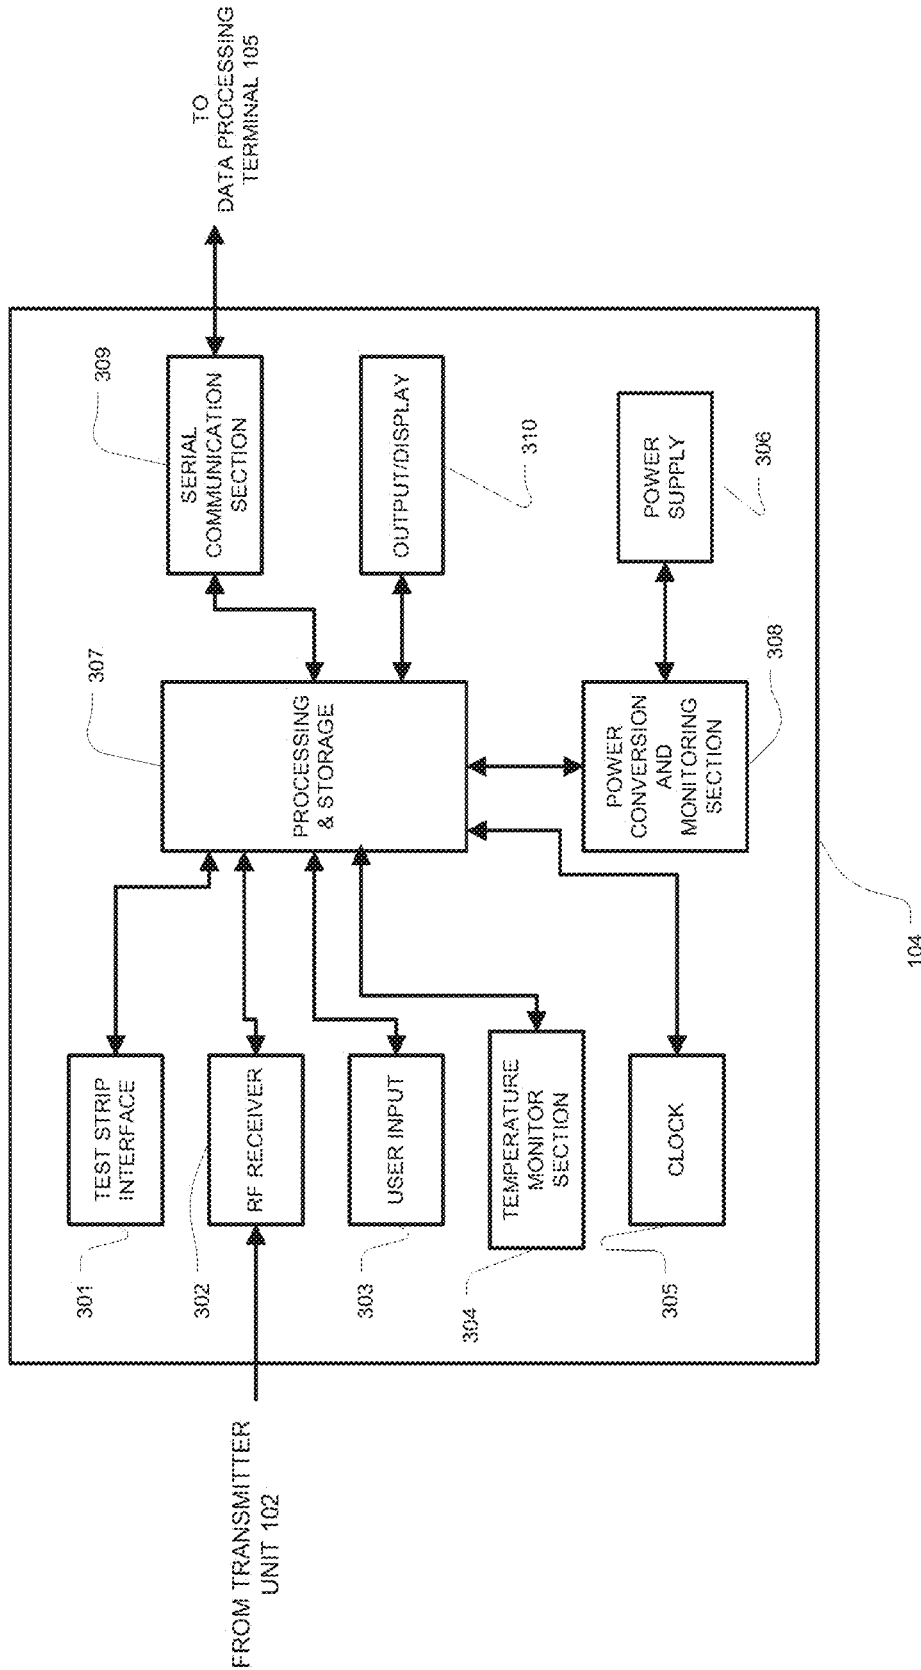 FROM TRANSMITTER
UNIT 102
301
TEST STRIP
INTERFACE
302
RF RECEIVER
303
USER INPUT
304
TEMPERATURE
MONITOR
SECTION
305
CLOCK
307
PROCESSING
& STORAGE
308
POWER
CONVERSION
AND
MONITORING
SECTION
309
SERIAL
COMMUNICATION
SECTION
310
OUTPUT/DISPLAY
306
POWER
SUPPLY
TO
DATA PROCESSING
TERMINAL 105
104